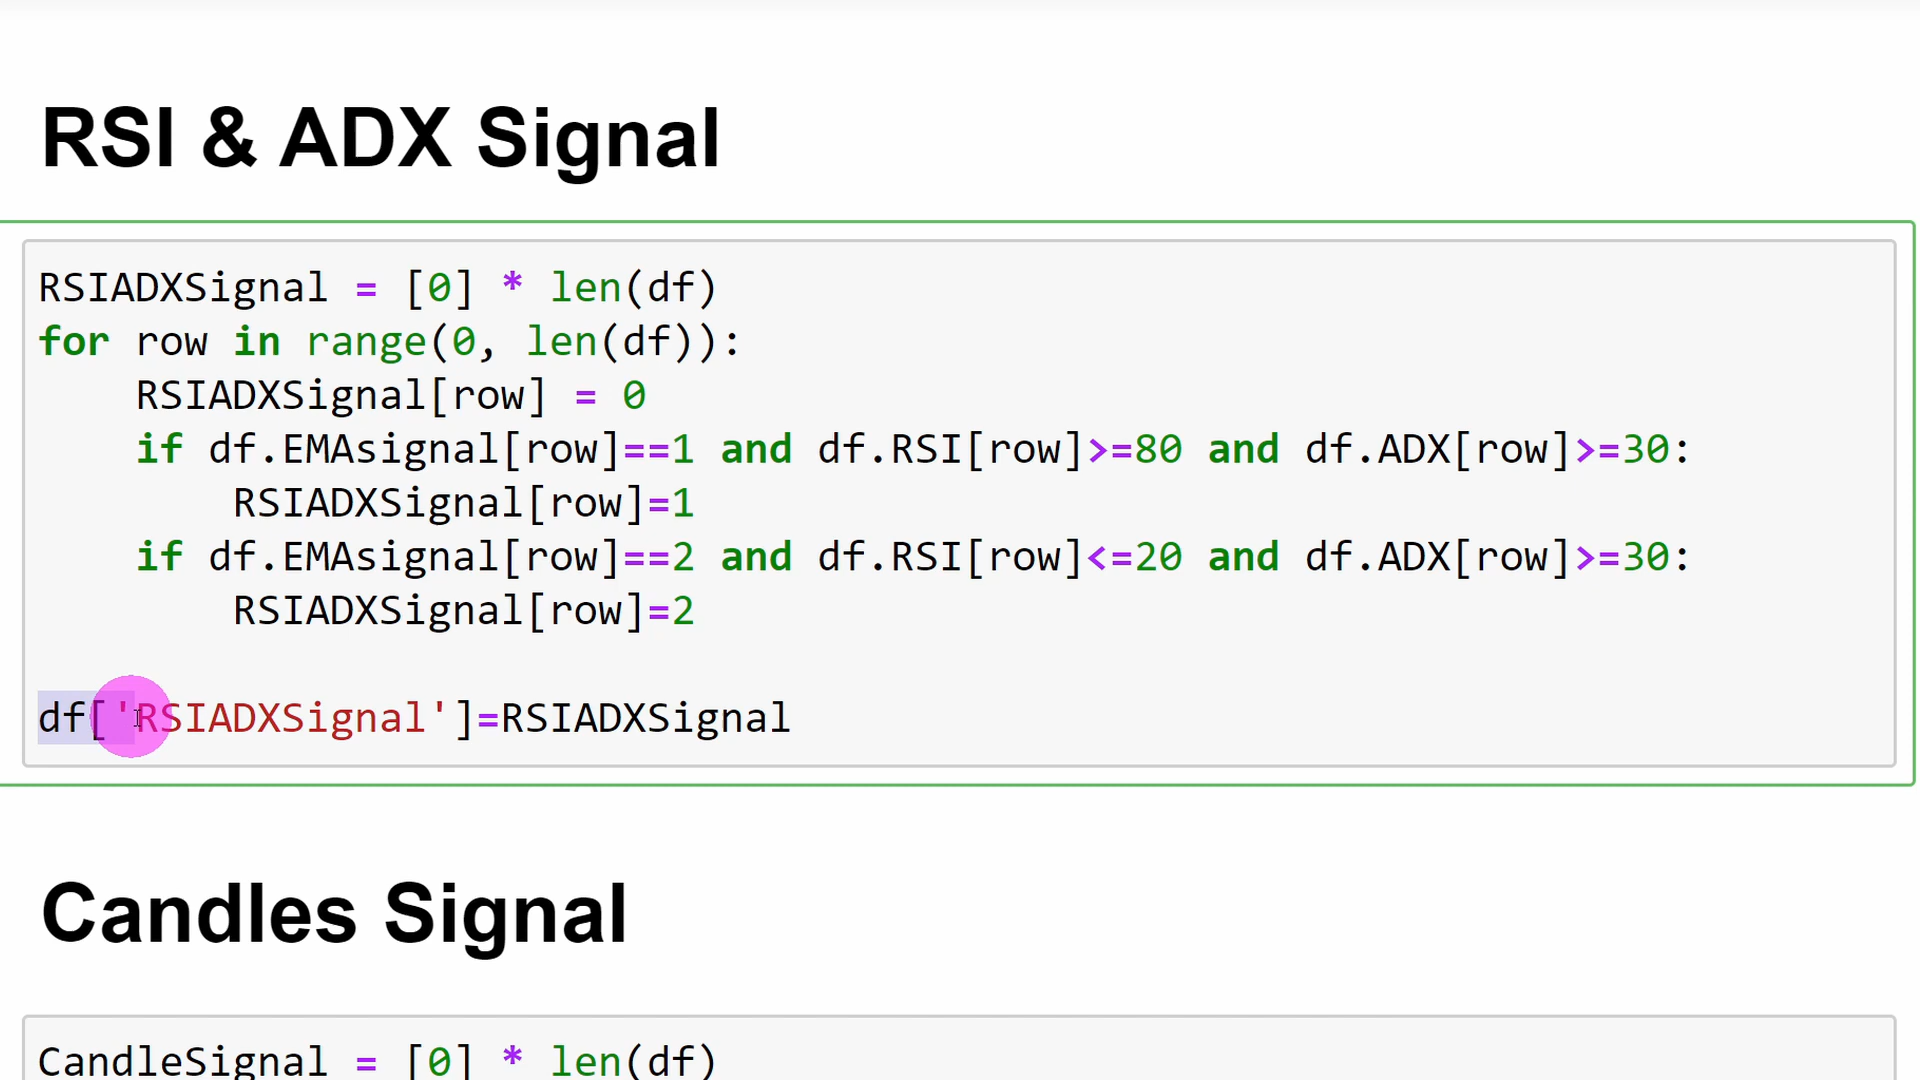 RSI & ADX Signal
RSIADXSignal = [0] * len(df)
for row in range(0, len(df)):
    RSIADXSignal[row] = 0
    if df.EMAsignal[row]==1 and df.RSI[row]>=80 and df.ADX[row]>=30:
        RSIADXSignal[row]=1
    if df.EMAsignal[row]==2 and df.RSI[row]<=20 and df.ADX[row]>=30:
        RSIADXSignal[row]=2
df['RSIADXSignal']=RSIADXSignal
Candles Signal
CandleSignal = [0] * len(df)